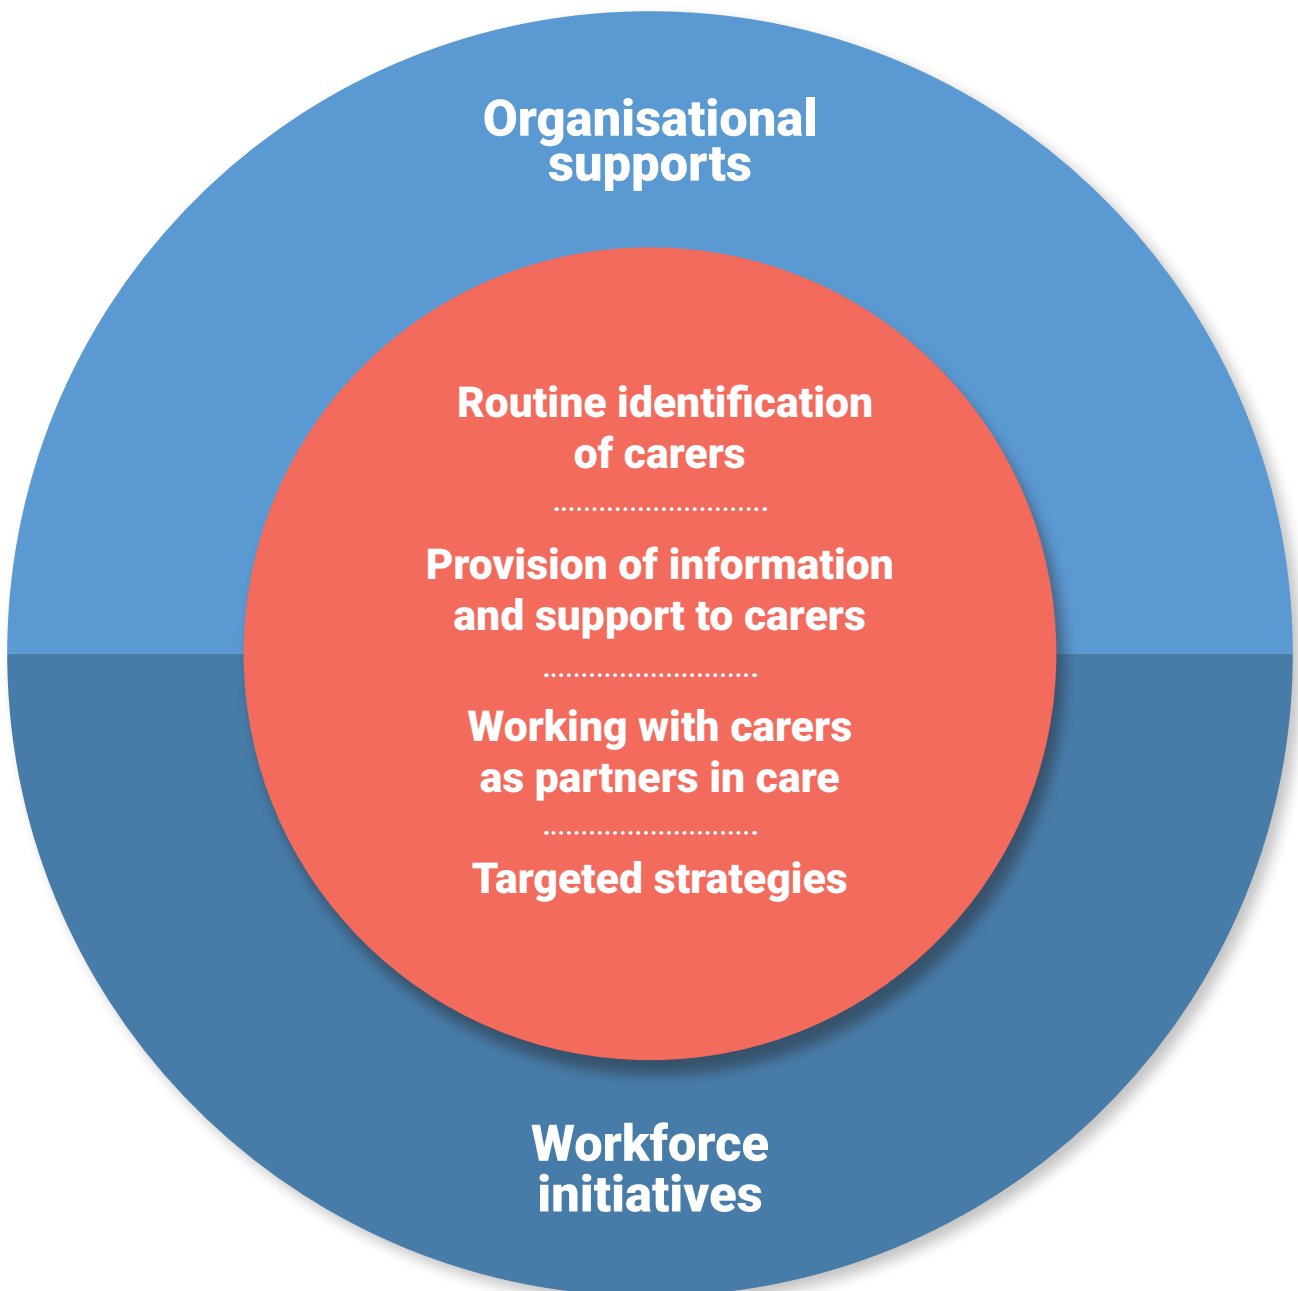 Organisational
supports
Routine identification
of carers
Provision of information
and support to carers
Working with carers
as partners in care
Targeted strategies
Workforce
initiatives